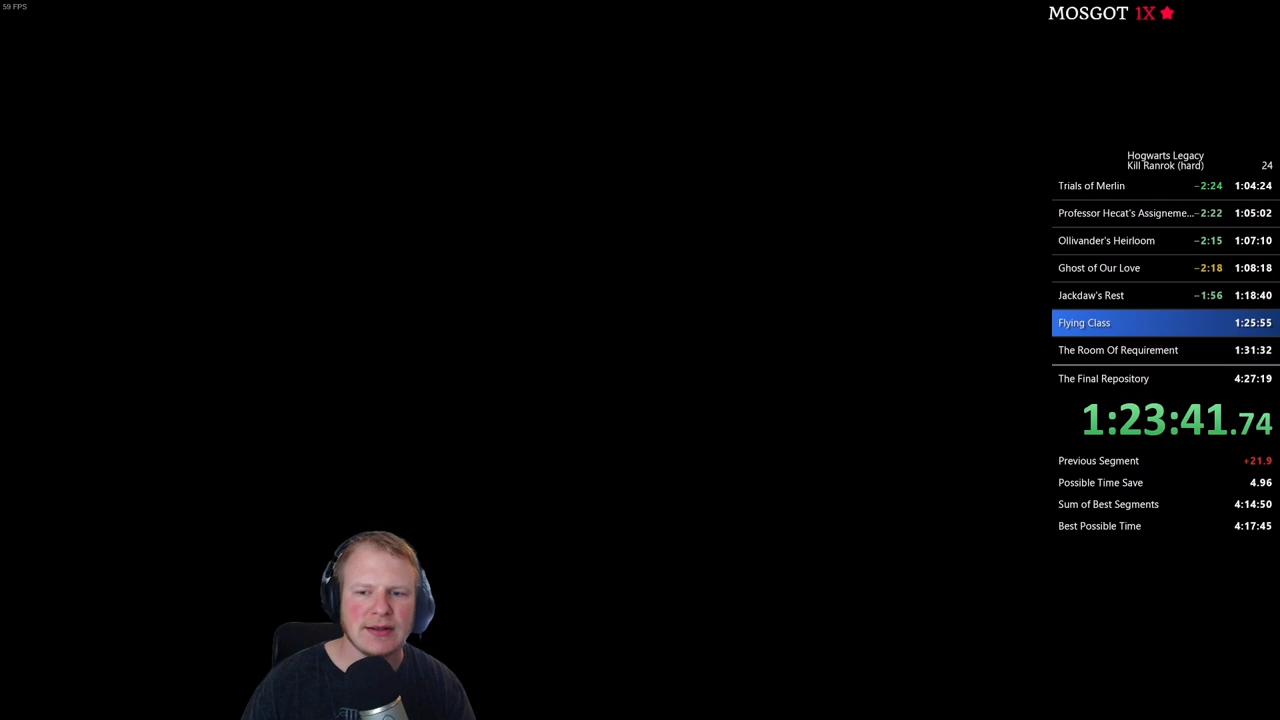 59 FPS
MOSGOT 1X
Hogwarts Legacy
Kill Ranrok (hard) 24
Trials of Merlin -2:24 1:04:24
Professor Hecat's Assigneme... -2:22 1:05:02
Ollivander's Heirloom -2:15 1:07:10
Ghost of Our Love -2:18 1:08:18
Jackdaw's Rest -1:56 1:18:40
Flying Class 1:25:55
The Room Of Requirement 1:31:32
The Final Repository 4:27:19
1:23:41.74
Previous Segment +21.9
Possible Time Save 4.96
Sum of Best Segments 4:14:50
Best Possible Time 4:17:45